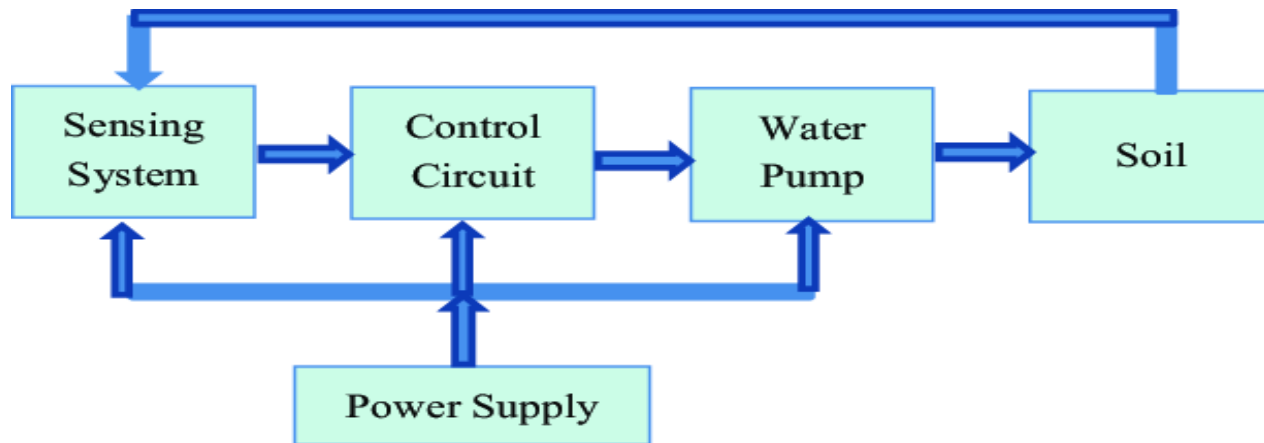 Sensing
System
Control
Circuit
Water
Pump
Soil
Power Supply